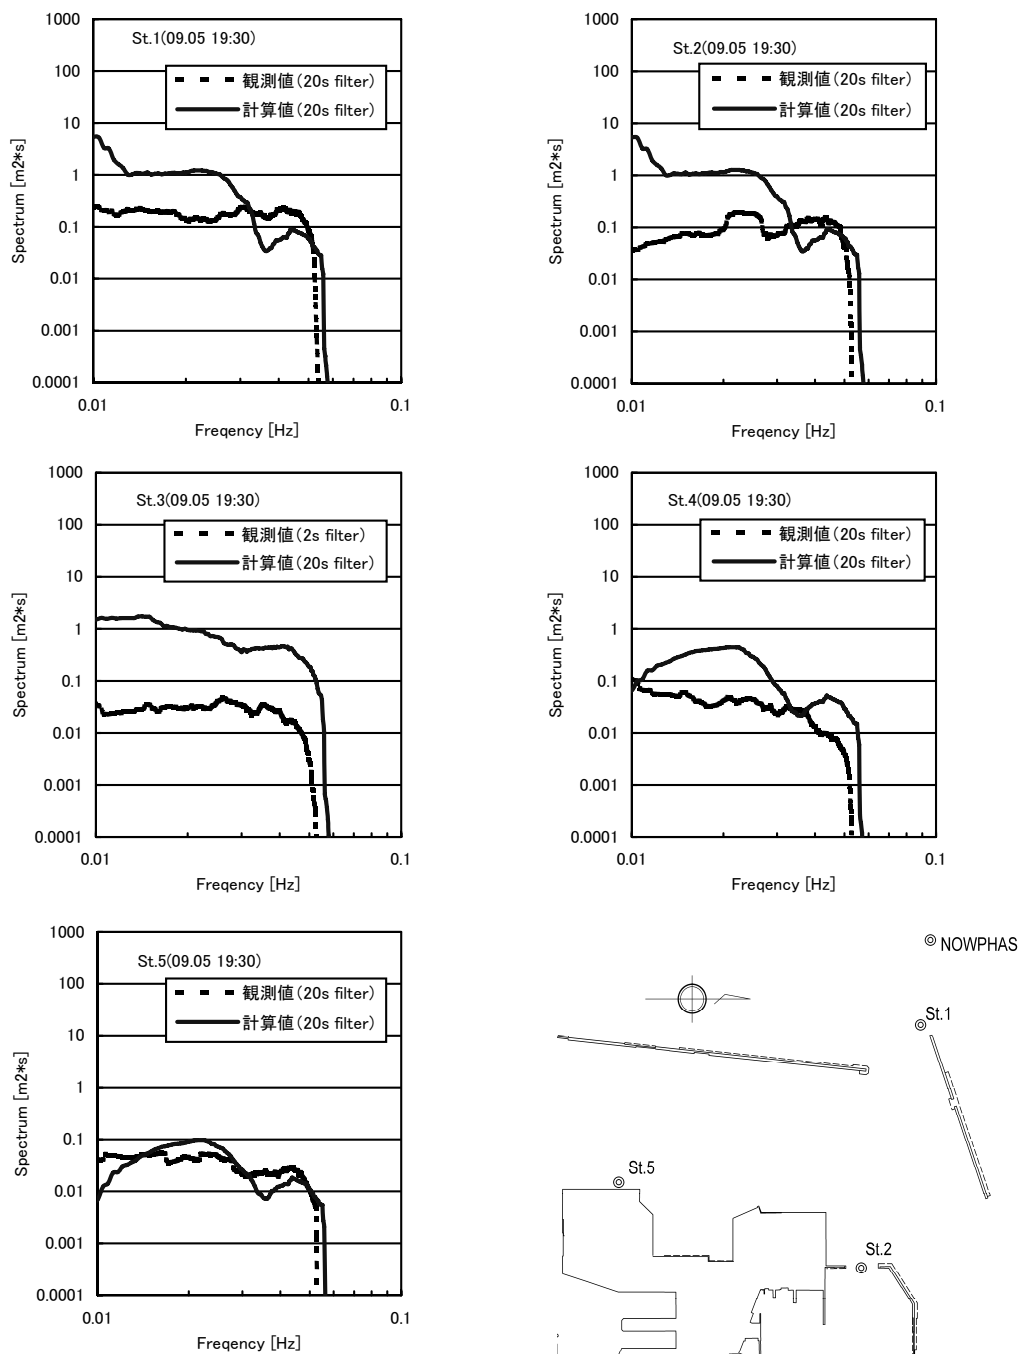 St.1(09.05 19:30)
観測値(20s filter)
計算値(20s filter)
Spectrum [m2*s]
1000
100
10
1
0.1
0.01
0.001
0.0001
0.01
0.1
Freqency [Hz]
St.2(09.05 19:30)
観測値(20s filter)
計算値(20s filter)
Spectrum [m2*s]
1000
100
10
1
0.1
0.01
0.001
0.0001
0.01
0.1
Freqency [Hz]
St.3(09.05 19:30)
観測値(2s filter)
計算値(20s filter)
Spectrum [m2*s]
1000
100
10
1
0.1
0.01
0.001
0.0001
0.01
0.1
Freqency [Hz]
St.4(09.05 19:30)
観測値(20s filter)
計算値(20s filter)
Spectrum [m2*s]
1000
100
10
1
0.1
0.01
0.001
0.0001
0.01
0.1
Freqency [Hz]
St.5(09.05 19:30)
観測値(20s filter)
計算値(20s filter)
Spectrum [m2*s]
1000
100
10
1
0.1
0.01
0.001
0.0001
0.01
0.1
Freqency [Hz]
NOWPHAS
St.1
St.5
St.2